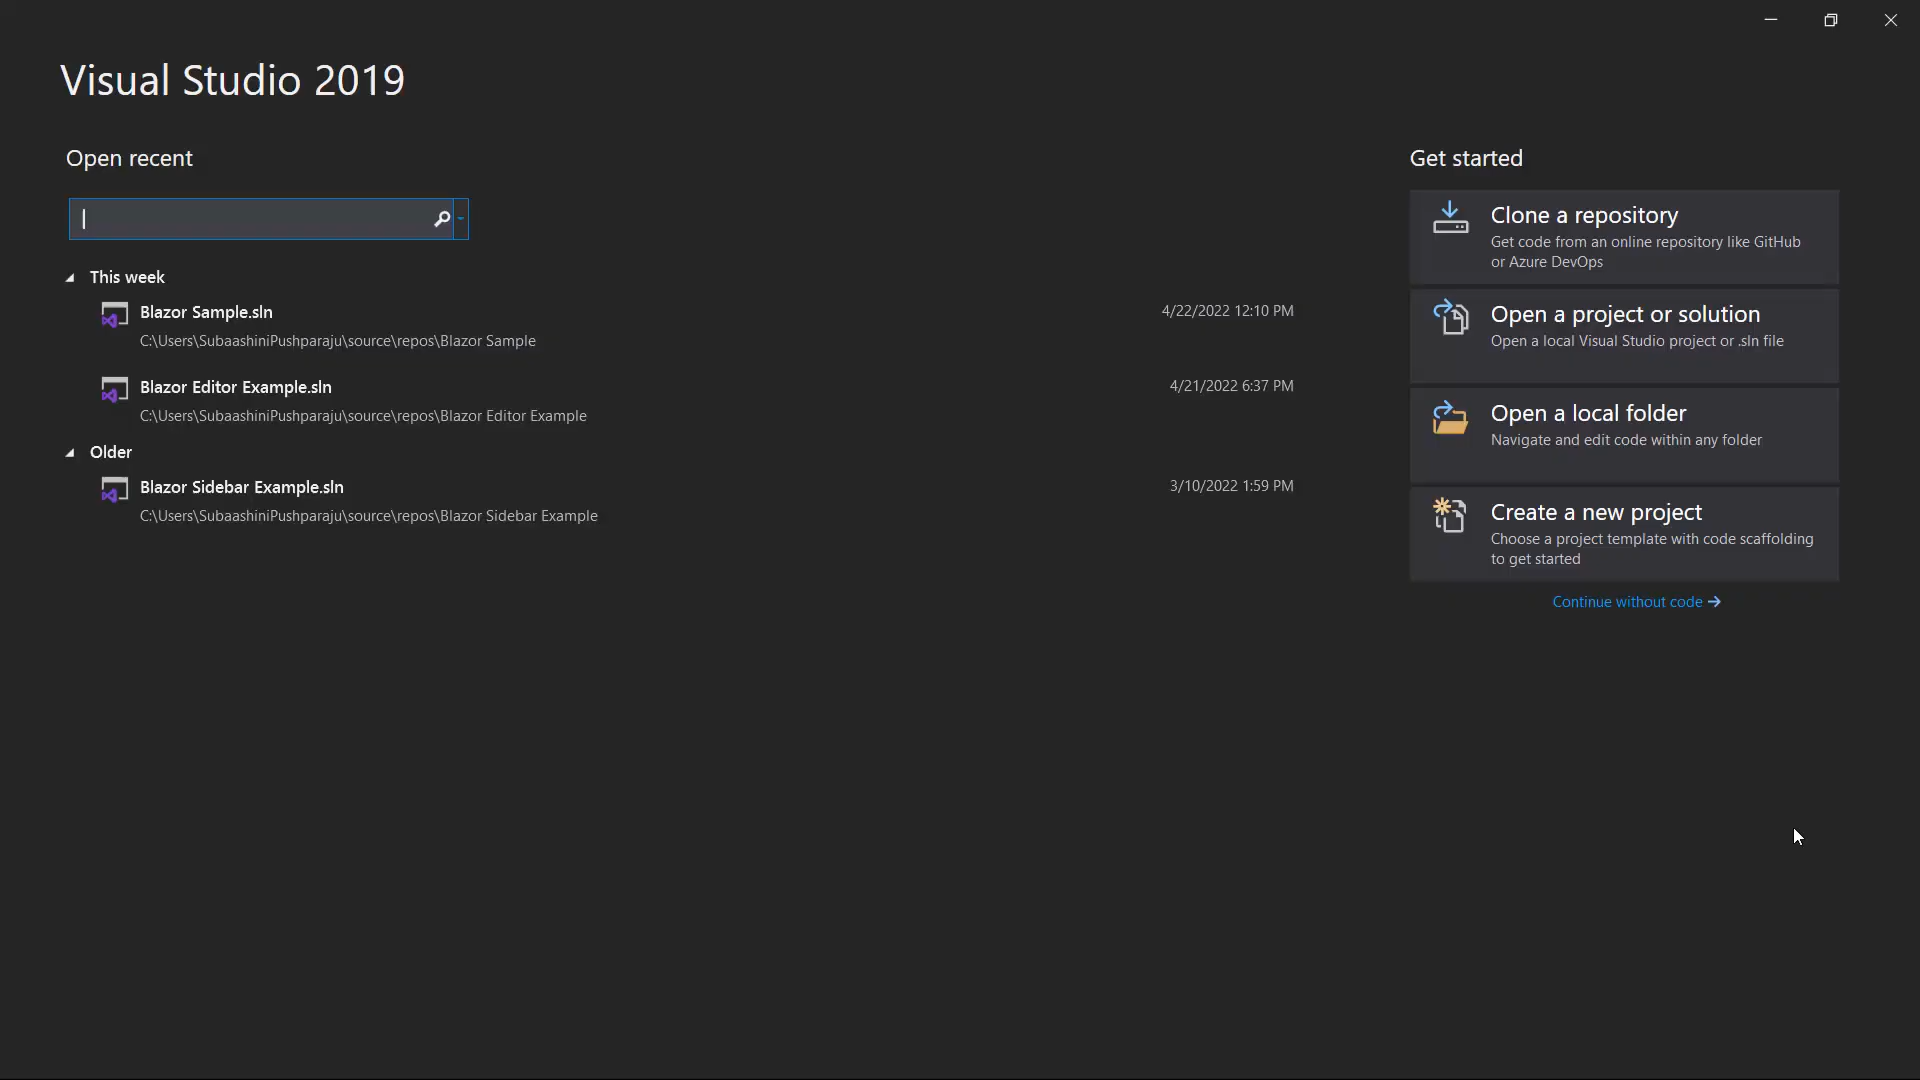 Visual Studio 2019
Open recent
This week
Blazor Sample.sln
4/22/2022 12:10 PM
C:\Users\SubaashiniPushparaju\source\repos\Blazor Sample
Blazor Editor Example.sln
4/21/2022 6:37 PM
C:\Users\SubaashiniPushparaju\source\repos\Blazor Editor Example
Older
Blazor Sidebar Example.sln
3/10/2022 1:59 PM
C:\Users\SubaashiniPushparaju\source\repos\Blazor Sidebar Example
Get started
Clone a repository
Get code from an online repository like GitHub
or Azure DevOps
Open a project or solution
Open a local Visual Studio project or .sln file
Open a local folder
Navigate and edit code within any folder
Create a new project
Choose a project template with code scaffolding
to get started
Continue without code →